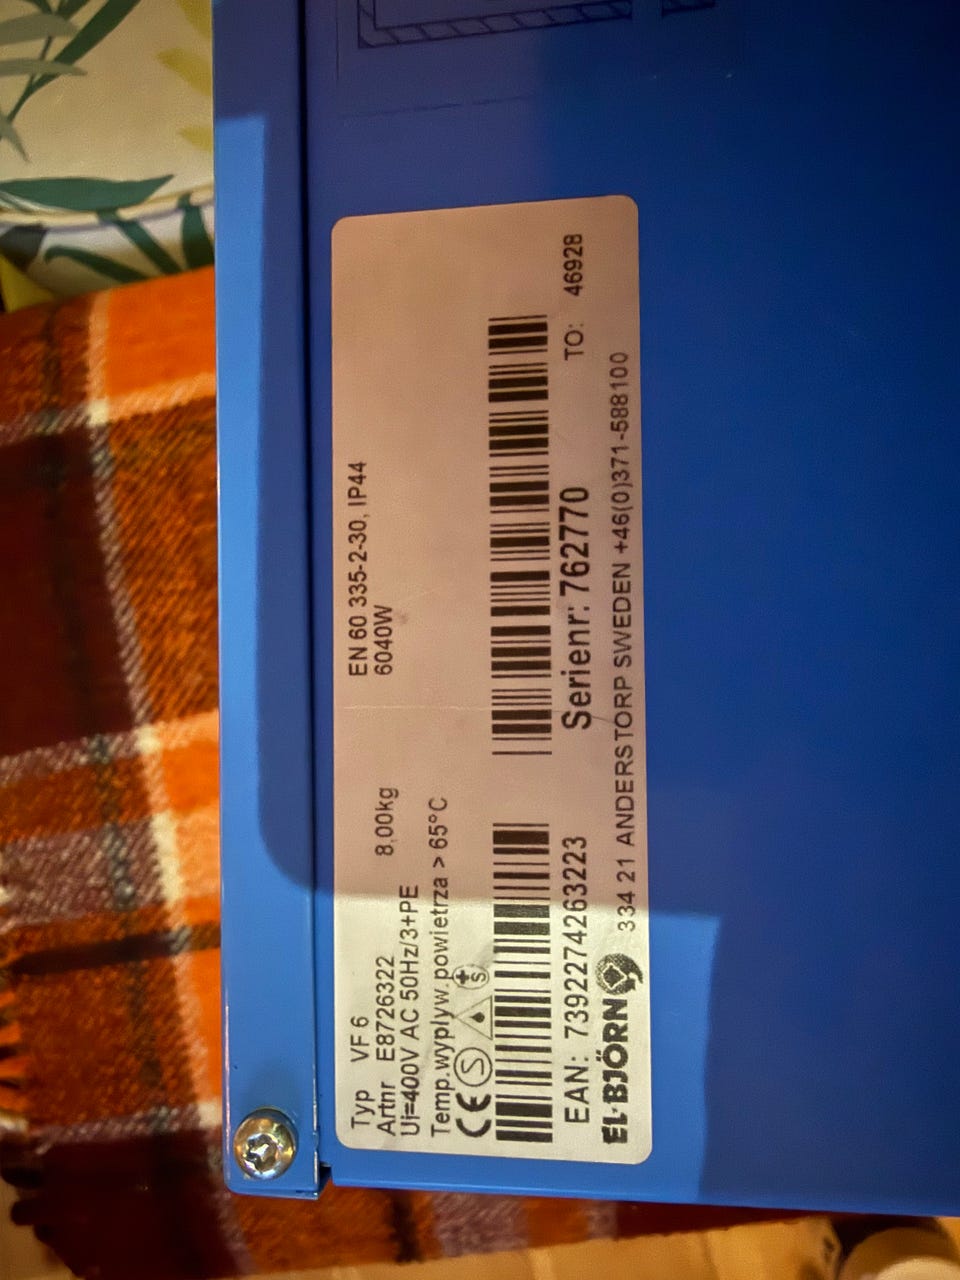 Typ VF 6
Artnr E8726322 8,00kg
Ui=400V AC 50Hz/3+PE
EN 60 335-2-30, IP44
6040W
Temp.wyplyw.powietrza > 65°C
CE S S
EAN: 7392274263223
Serienr: 762770
TO: 46928
EL·BJÖRN
334 21 ANDERSTORP SWEDEN +46(0)371-588100